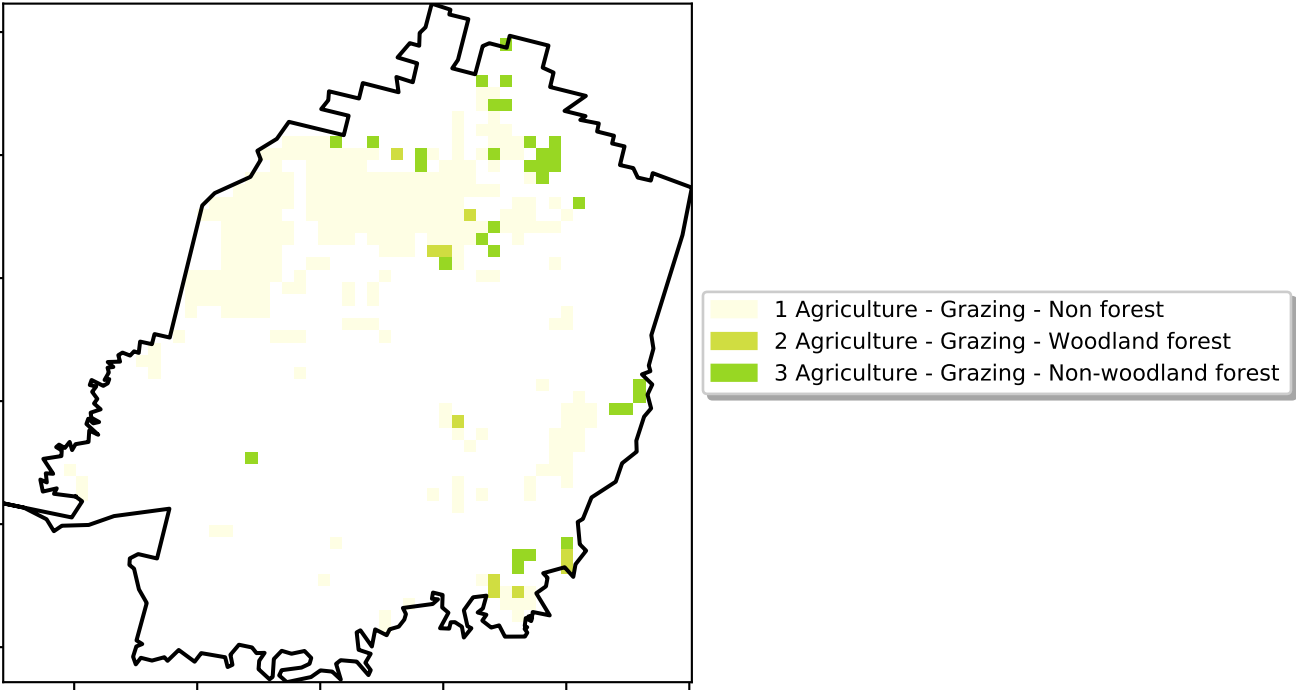 1 Agriculture - Grazing - Non forest
2 Agriculture - Grazing - Woodland forest
3 Agriculture - Grazing - Non-woodland forest